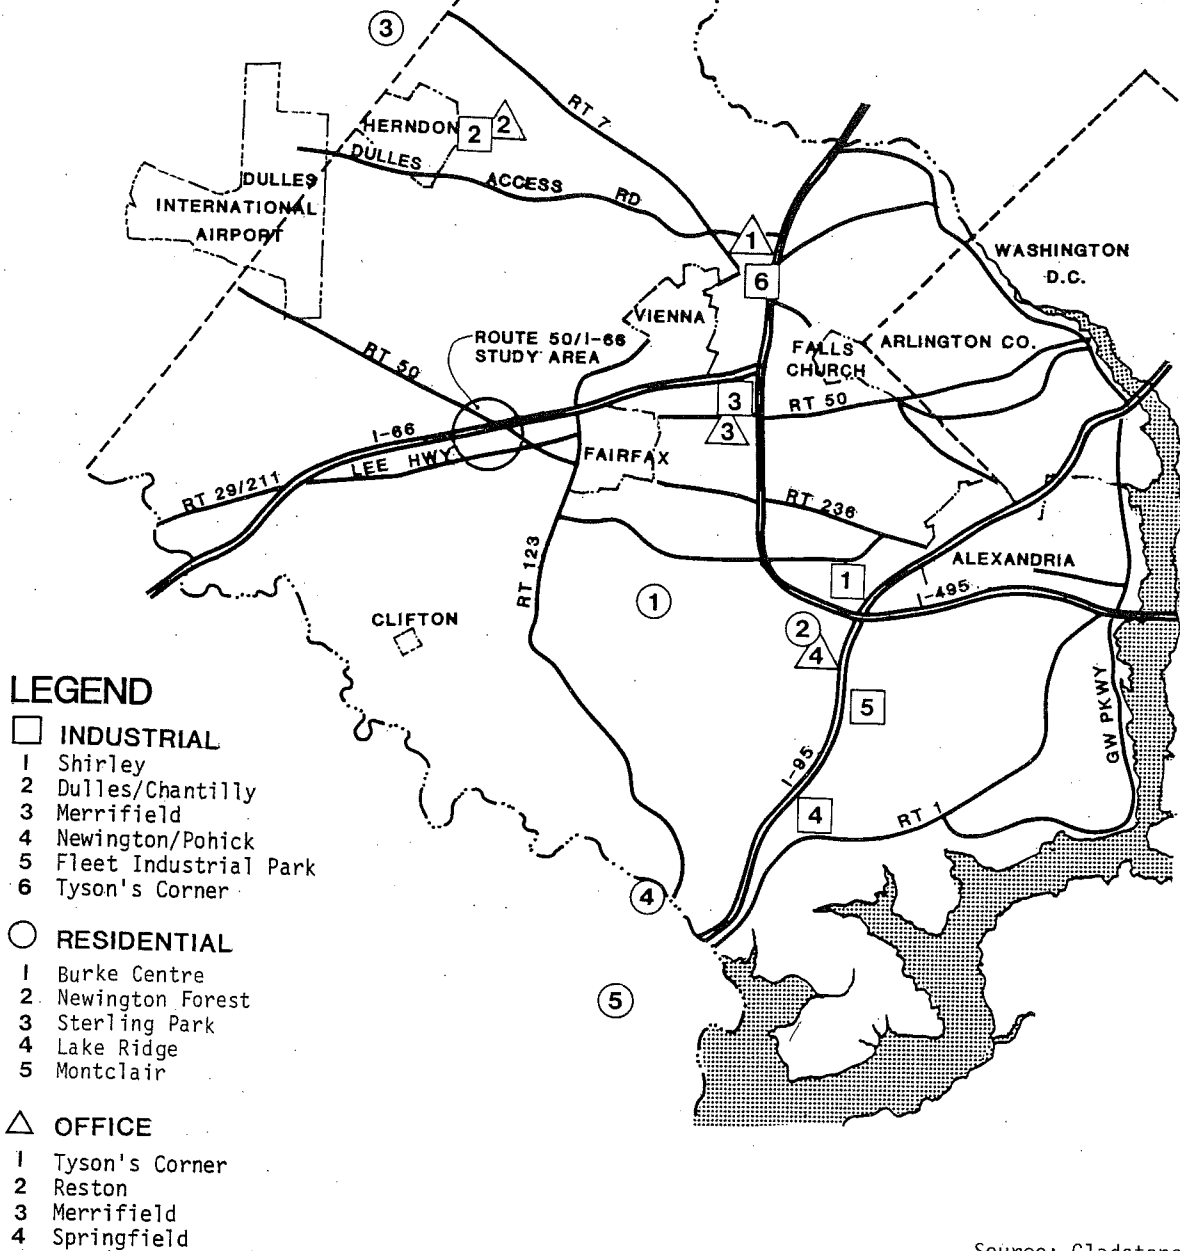 3
RT 7
HERNDON
2
2
DULLES
ACCESS
RD
DULLES
INTERNATIONAL
AIRPORT
1
6
WASHINGTON
D.C.
VIENNA
ROUTE 50/I-66
STUDY AREA
RT 50
FALLS
CHURCH
ARLINGTON CO.
3
RT 50
3
I-66
LEE HWY
FAIRFAX
RT 29/211
RT 236
RT 123
ALEXANDRIA
1
I-495
1
CLIFTON
2
4
5
GW PKWY
I-95
4
RT 1
4
5
LEGEND
INDUSTRIAL
1 Shirley
2 Dulles/Chantilly
3 Merrifield
4 Newington/Pohick
5 Fleet Industrial Park
6 Tyson's Corner
RESIDENTIAL
1 Burke Centre
2 Newington Forest
3 Sterling Park
4 Lake Ridge
5 Montclair
OFFICE
1 Tyson's Corner
2 Reston
3 Merrifield
4 Springfield
Source: Gladstone